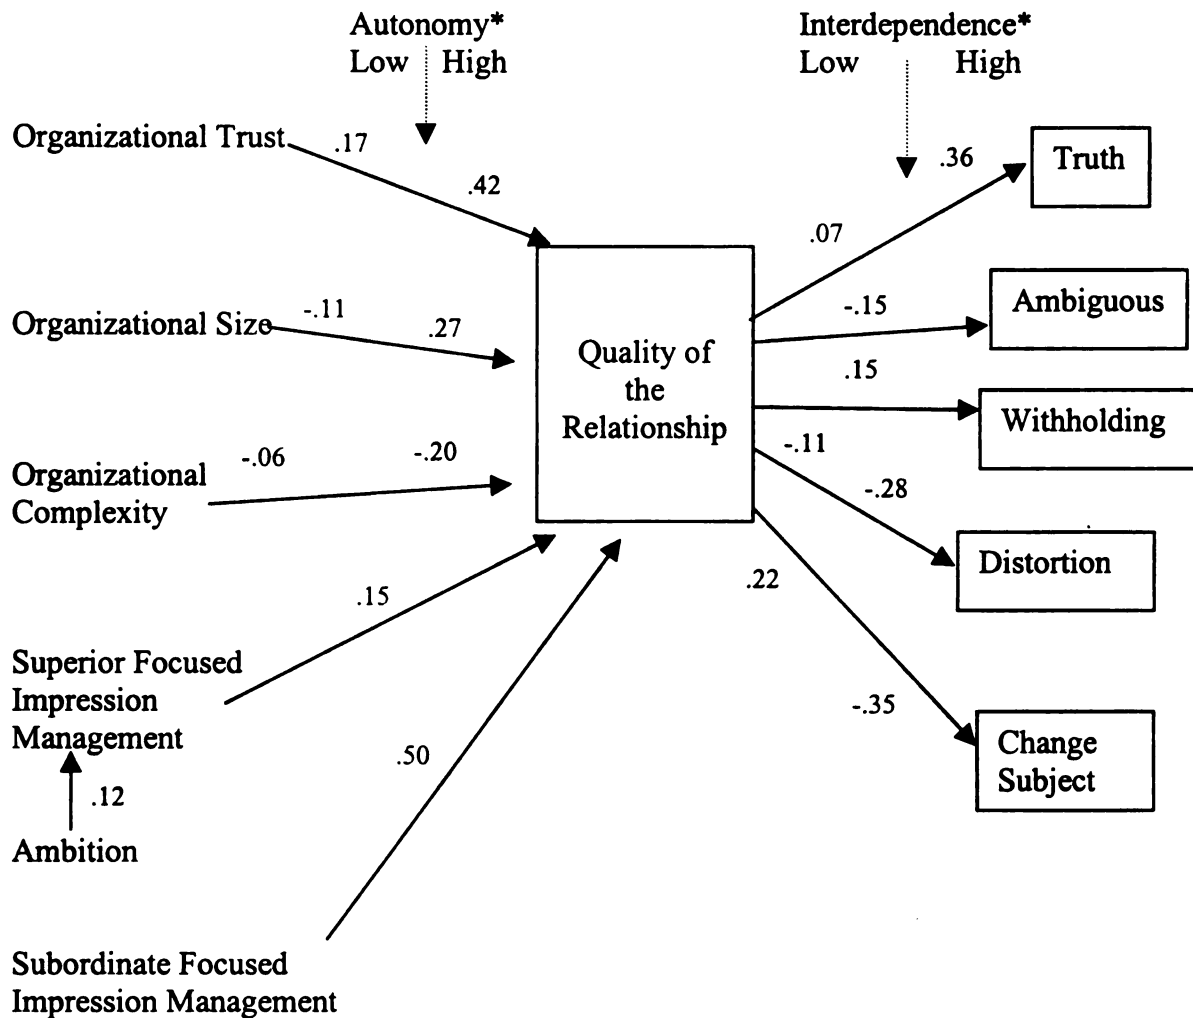 Autonomy*
Low High
Interdependence*
Low High
Organizational Trust
.17
.42
.36
Truth
.07
Organizational Size
-.11
.27
-.15
Ambiguous
Quality of
the
Relationship
.15
Withholding
Organizational
Complexity
-.06
-.20
-.11
-.28
Distortion
.15
.22
Superior Focused
Impression
Management
-.35
Change
Subject
.50
.12
Ambition
Subordinate Focused
Impression Management